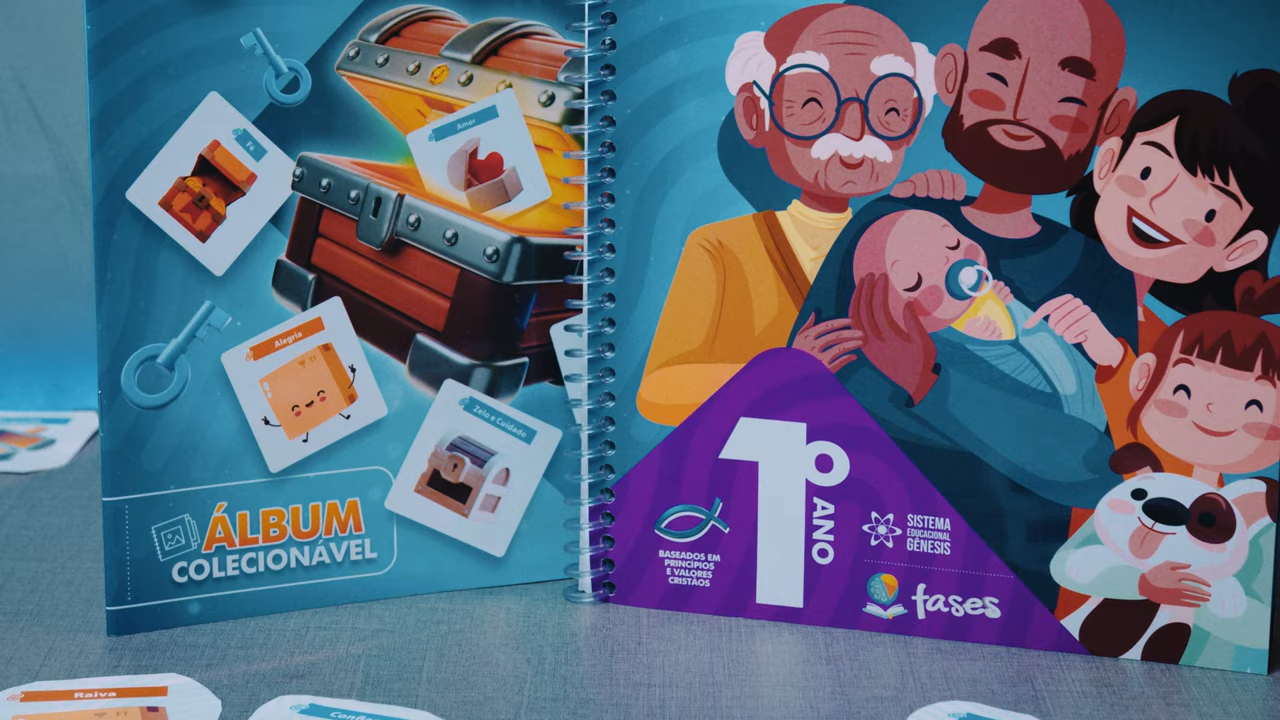 Fé
Amor
Alegria
Zelo e Cuidado
ÁLBUM
COLECIONÁVEL
1º
ANO
BASEADOS EM
PRINCÍPIOS
E VALORES
CRISTÃOS
SISTEMA
EDUCACIONAL
GÊNESIS
fases
Raiva